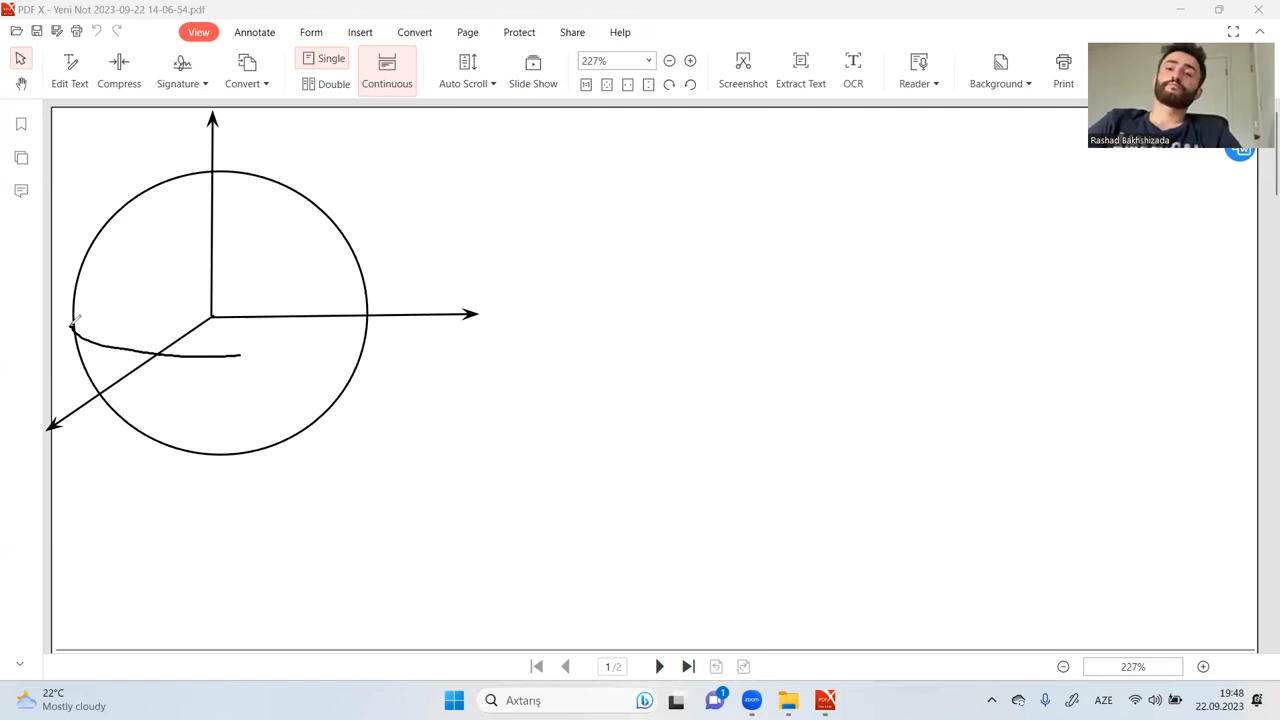 PDF X - Yeni Not 2023-09-22 14-06-54.pdf
View Annotate Form Insert Convert Page Protect Share Help
Edit Text Compress Signature Convert Single Double Continuous Auto Scroll Slide Show 227% Screenshot Extract Text OCR Reader Background Print
Rashad Bakhshizada
1 /2
227%
22°C
Mostly cloudy
Axtarış
1
zoom
AZE
19:48
22.09.2023